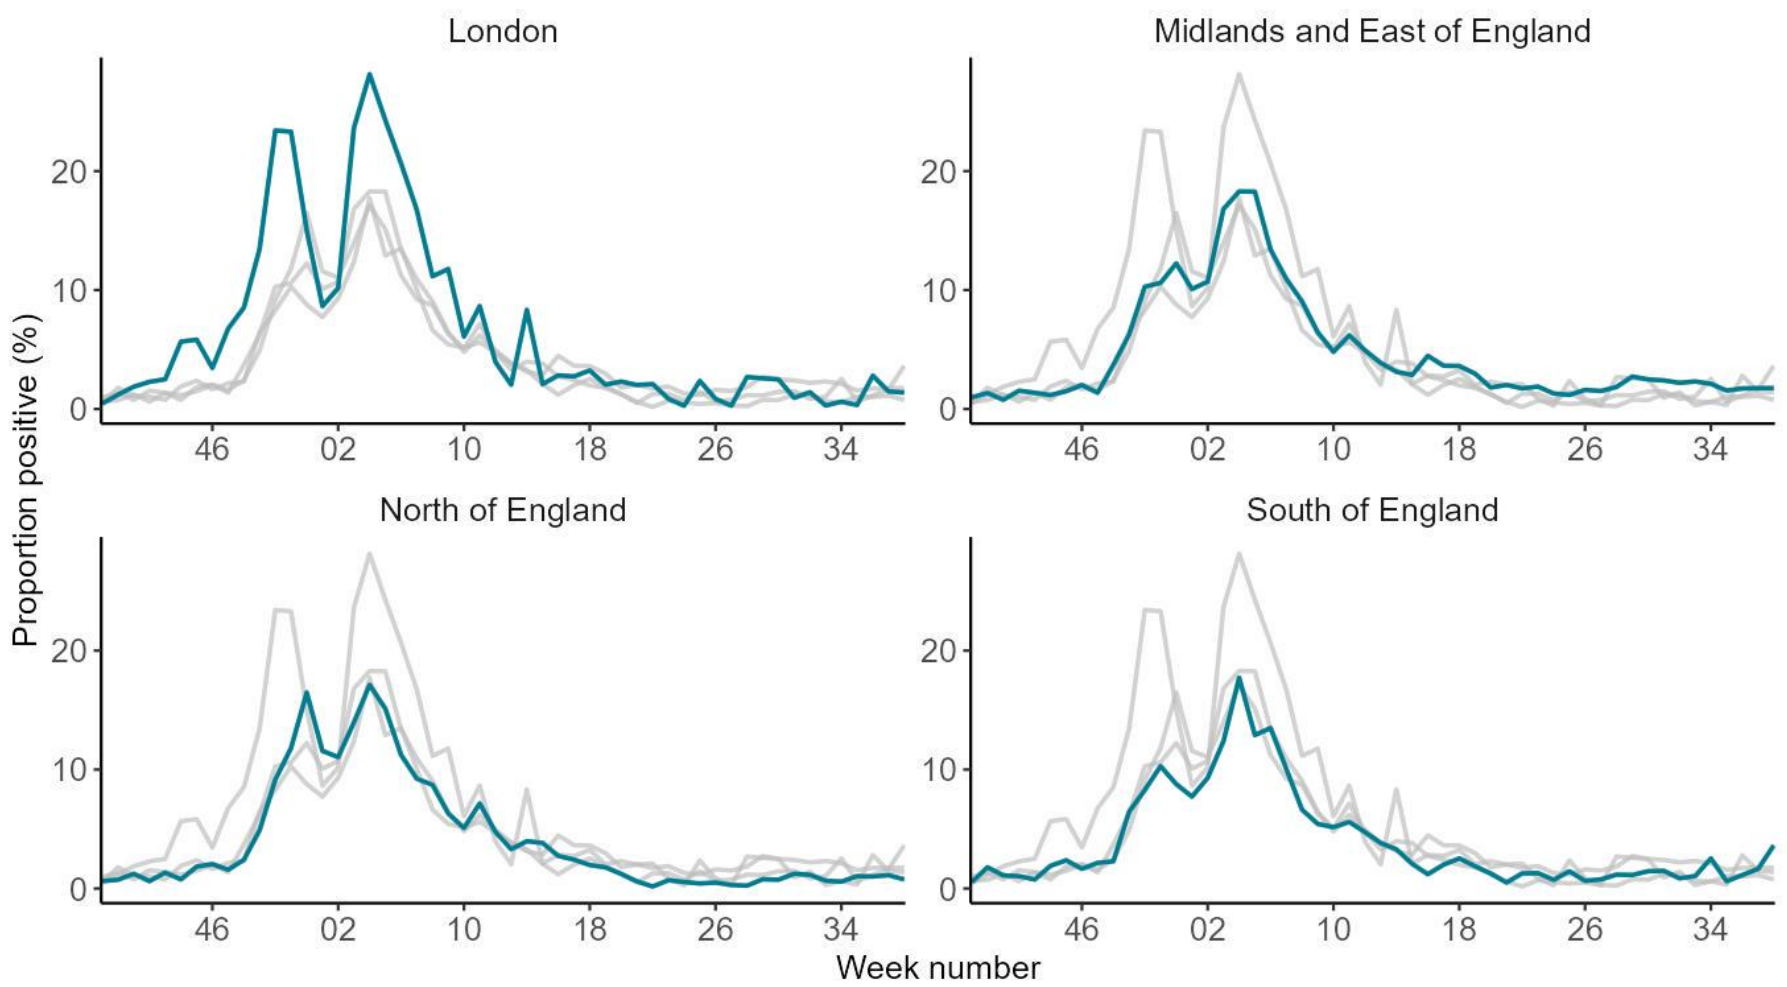 London
Midlands and East of England
20
10
0
46 02 10 18 26 34
20
10
0
46 02 10 18 26 34
North of England
South of England
20
10
0
46 02 10 18 26 34
20
10
0
46 02 10 18 26 34
Proportion positive (%)
Week number